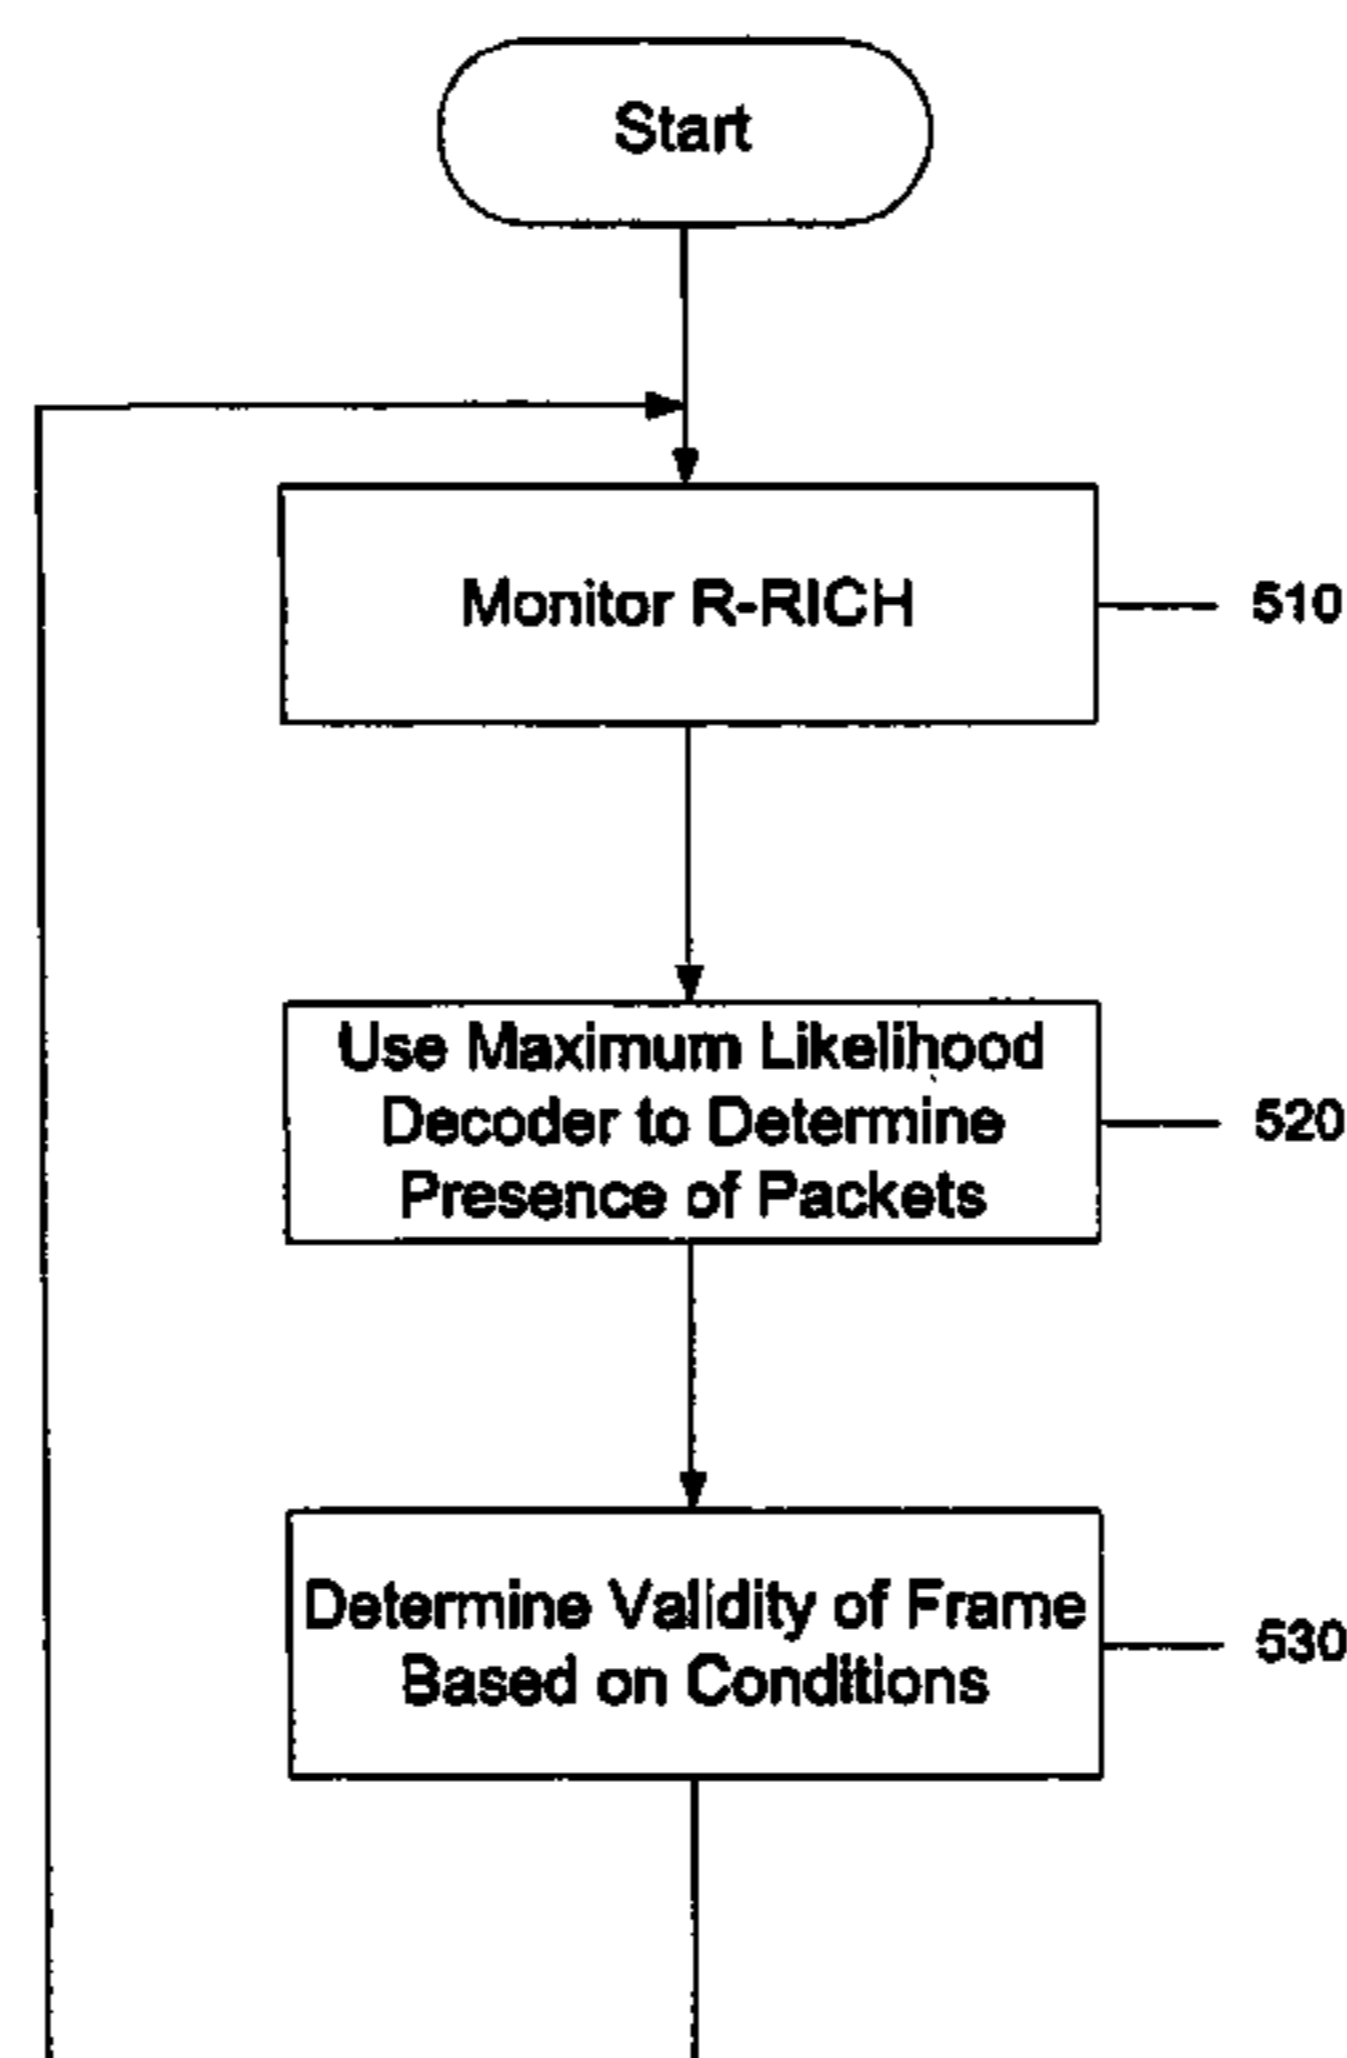 Start
Monitor R-RICH
510
Use Maximum Likelihood
Decoder to Determine
Presence of Packets
520
Determine Validity of Frame
Based on Conditions
530